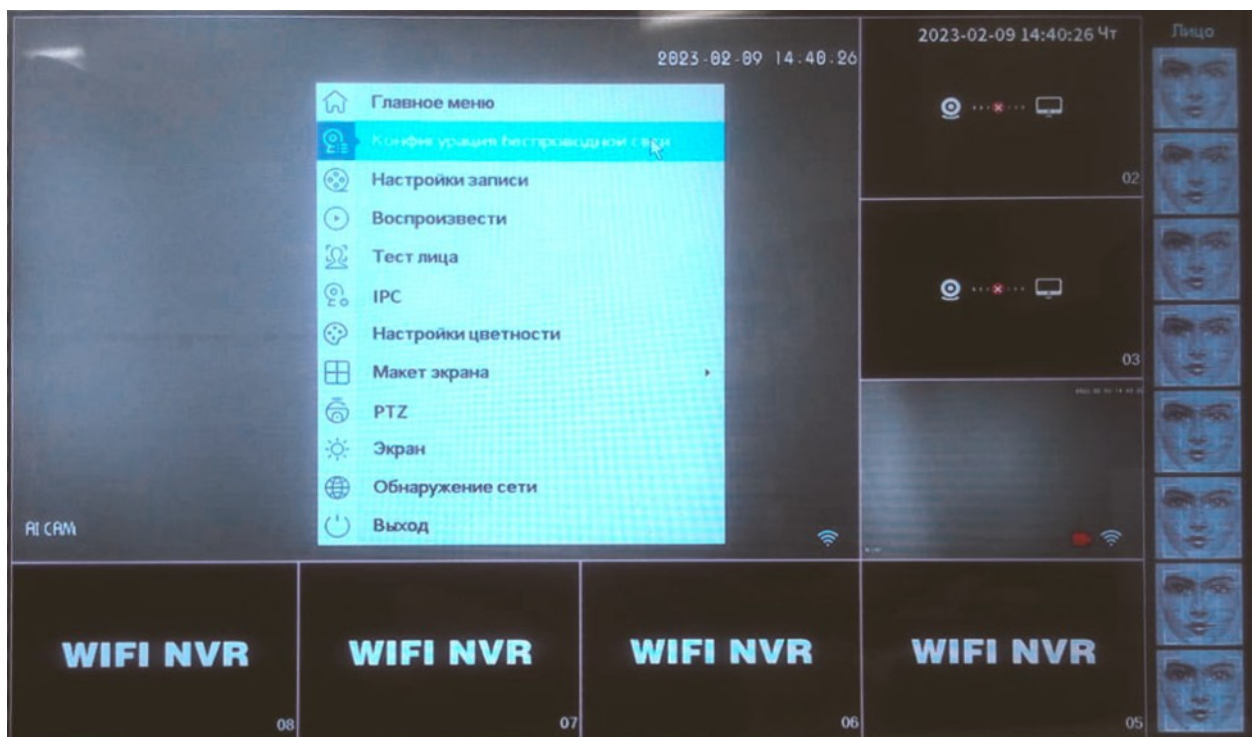 2023-02-09 14:40:26
2023-02-09 14:40:26 Чт
Лицо
Главное меню
Конфигурация беспроводной сети
Настройки записи
Воспроизвести
Тест лица
IPC
Настройки цветности
Макет экрана
PTZ
Экран
Обнаружение сети
Выход
AI CAM
02
03
WIFI NVR
08
WIFI NVR
07
WIFI NVR
06
WIFI NVR
05